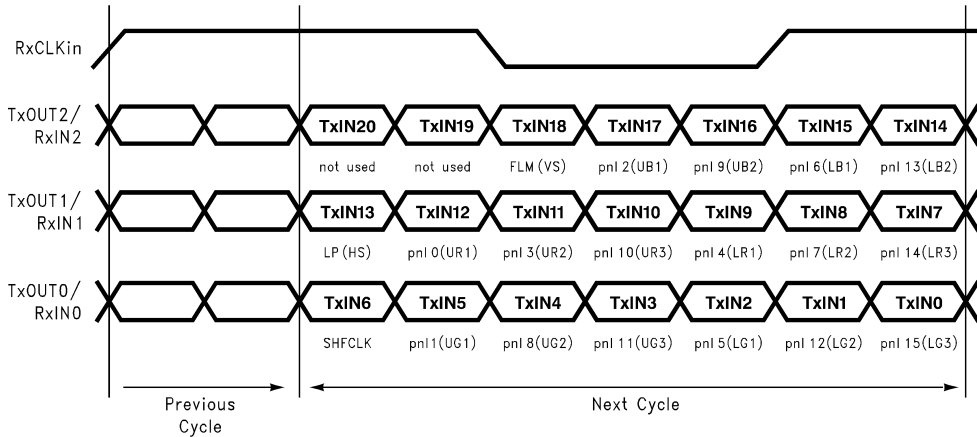 RxCLKin
TxOUT2/
RxIN2
TxIN20 TxIN19 TxIN18 TxIN17 TxIN16 TxIN15 TxIN14
not used not used FLM (VS) pnl 2(UB1) pnl 9(UB2) pnl 6(LB1) pnl 13(LB2)
TxOUT1/
RxIN1
TxIN13 TxIN12 TxIN11 TxIN10 TxIN9 TxIN8 TxIN7
LP (HS) pnl 0(UR1) pnl 3(UR2) pnl 10(UR3) pnl 4(LR1) pnl 7(LR2) pnl 14(LR3)
TxOUT0/
RxIN0
TxIN6 TxIN5 TxIN4 TxIN3 TxIN2 TxIN1 TxIN0
SHFCLK pnl 1(UG1) pnl 8(UG2) pnl 11(UG3) pnl 5(LG1) pnl 12(LG2) pnl 15(LG3)
Previous
Cycle
Next Cycle